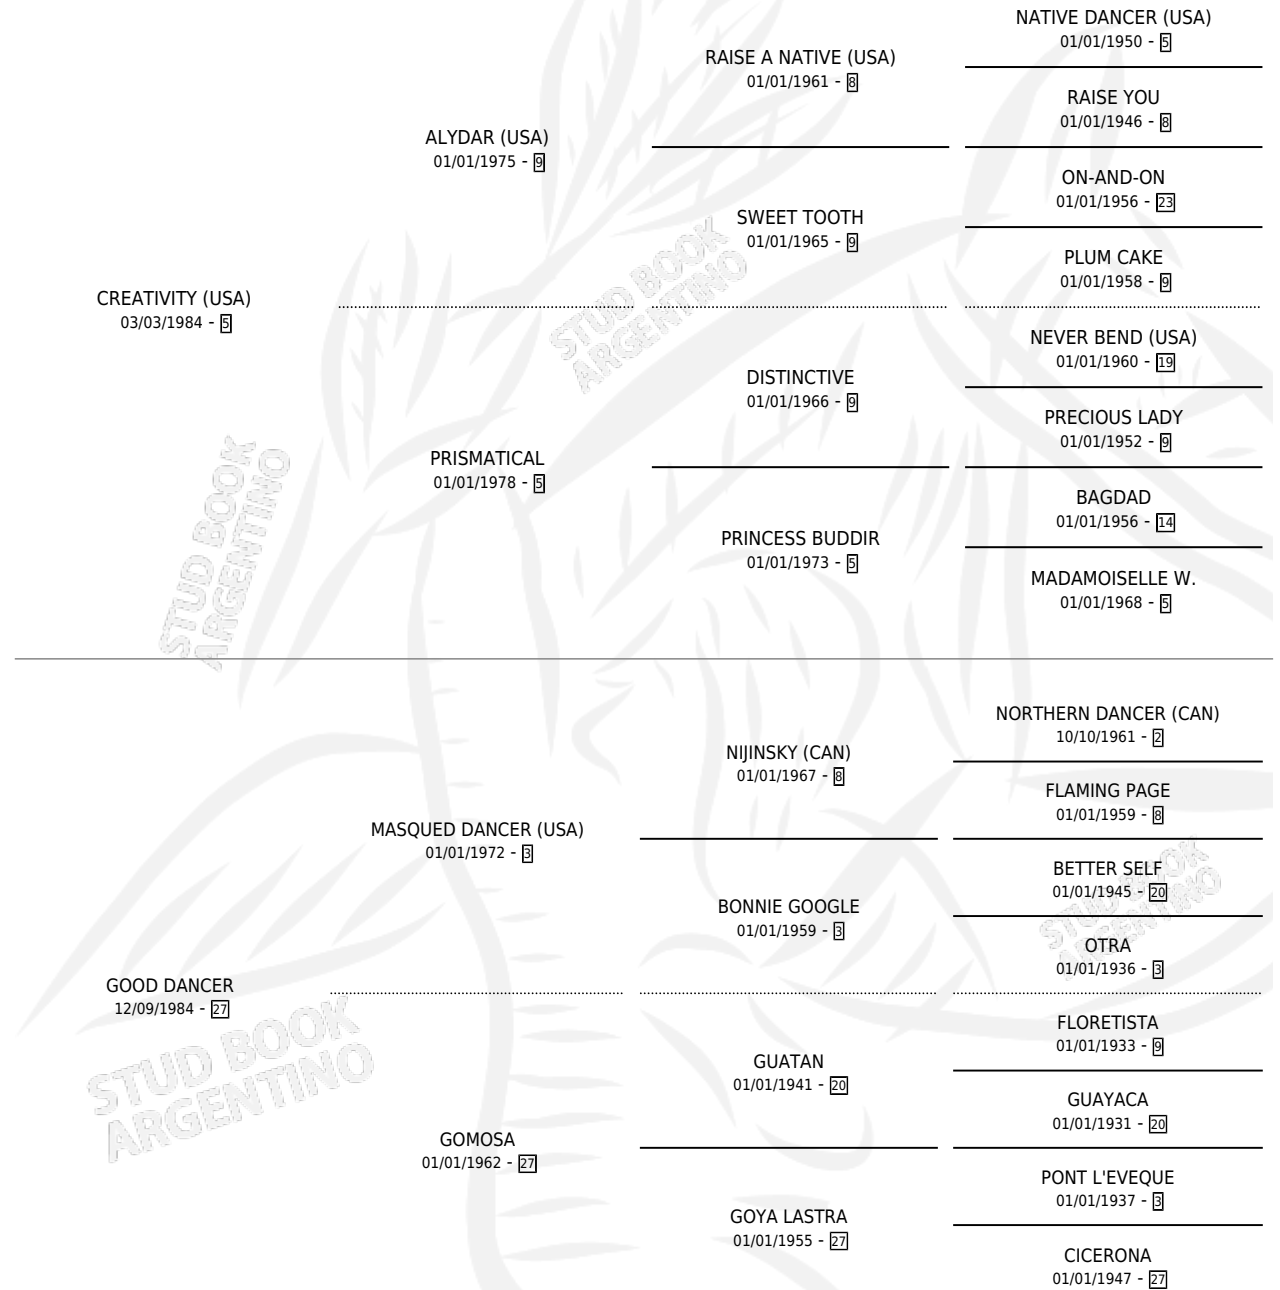 NATIVE DANCER (USA)
01/01/1950 - 5
RAISE A NATIVE (USA)
01/01/1961 - 8
RAISE YOU
01/01/1946 - 8
ALYDAR (USA)
01/01/1975 - 9
ON-AND-ON
01/01/1956 - 23
SWEET TOOTH
01/01/1965 - 9
PLUM CAKE
01/01/1958 - 9
CREATIVITY (USA)
03/03/1984 - 5
STUD BOOK
ARGENTINO
NEVER BEND (USA)
01/01/1960 - 19
DISTINCTIVE
01/01/1966 - 9
PRECIOUS LADY
01/01/1952 - 9
PRISMATICAL
01/01/1978 - 5
BAGDAD
01/01/1956 - 14
PRINCESS BUDDIR
01/01/1973 - 5
MADAMOISELLE W.
01/01/1968 - 5
STUD BOOK
ARGENTINO
NORTHERN DANCER (CAN)
10/10/1961 - 2
NIJINSKY (CAN)
01/01/1967 - 8
FLAMING PAGE
01/01/1959 - 8
MASQUED DANCER (USA)
01/01/1972 - 3
BETTER SELF
01/01/1945 - 20
BONNIE GOOGLE
01/01/1959 - 3
STUD BOOK
ARGENTINO
OTRA
01/01/1936 - 3
GOOD DANCER
12/09/1984 - 27
STUD BOOK
ARGENTINO
FLORETISTA
01/01/1933 - 9
GUATAN
01/01/1941 - 20
GUAYACA
01/01/1931 - 20
GOMOSA
01/01/1962 - 27
PONT L'EVEQUE
01/01/1937 - 3
GOYA LASTRA
01/01/1955 - 27
CICERONA
01/01/1947 - 27